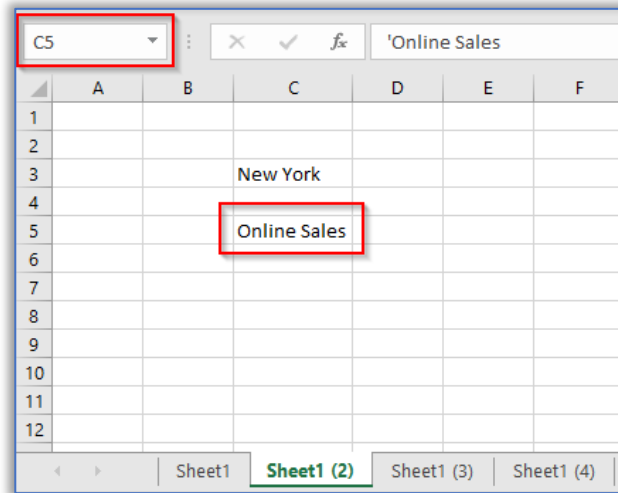 C5 fx 'Online Sales
A B C D E F
1
2
3 New York
4
5 Online Sales
6
7
8
9
10
11
12
Sheet1 Sheet1 (2) Sheet1 (3) Sheet1 (4)